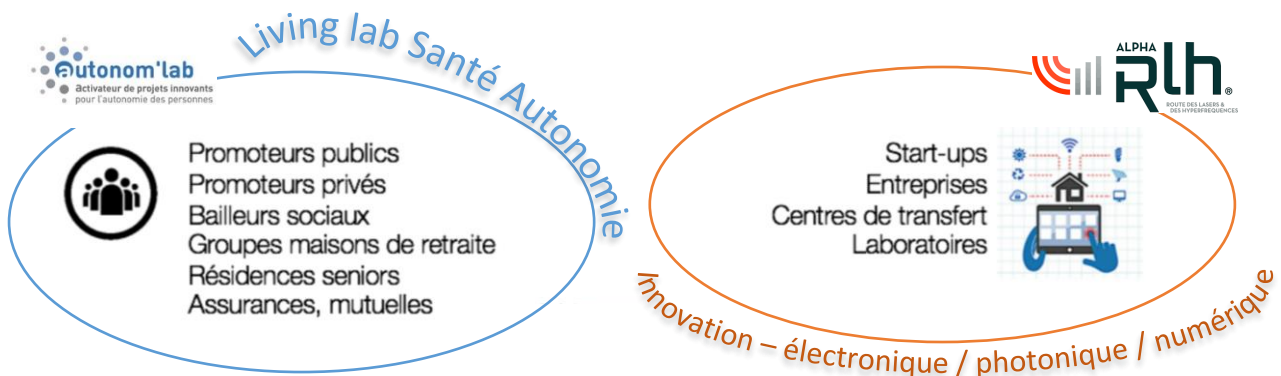 Living lab Santé Autonomie
autonom'lab
activateur de projets innovants
pour l'autonomie des personnes
Promoteurs publics
Promoteurs privés
Bailleurs sociaux
Groupes maisons de retraite
Résidences seniors
Assurances, mutuelles
ALPHA
Rlh®
ROUTE DES LASERS &
DES HYPERFREQUENCES
Start-ups
Entreprises
Centres de transfert
Laboratoires
Innovation – électronique / photonique / numérique